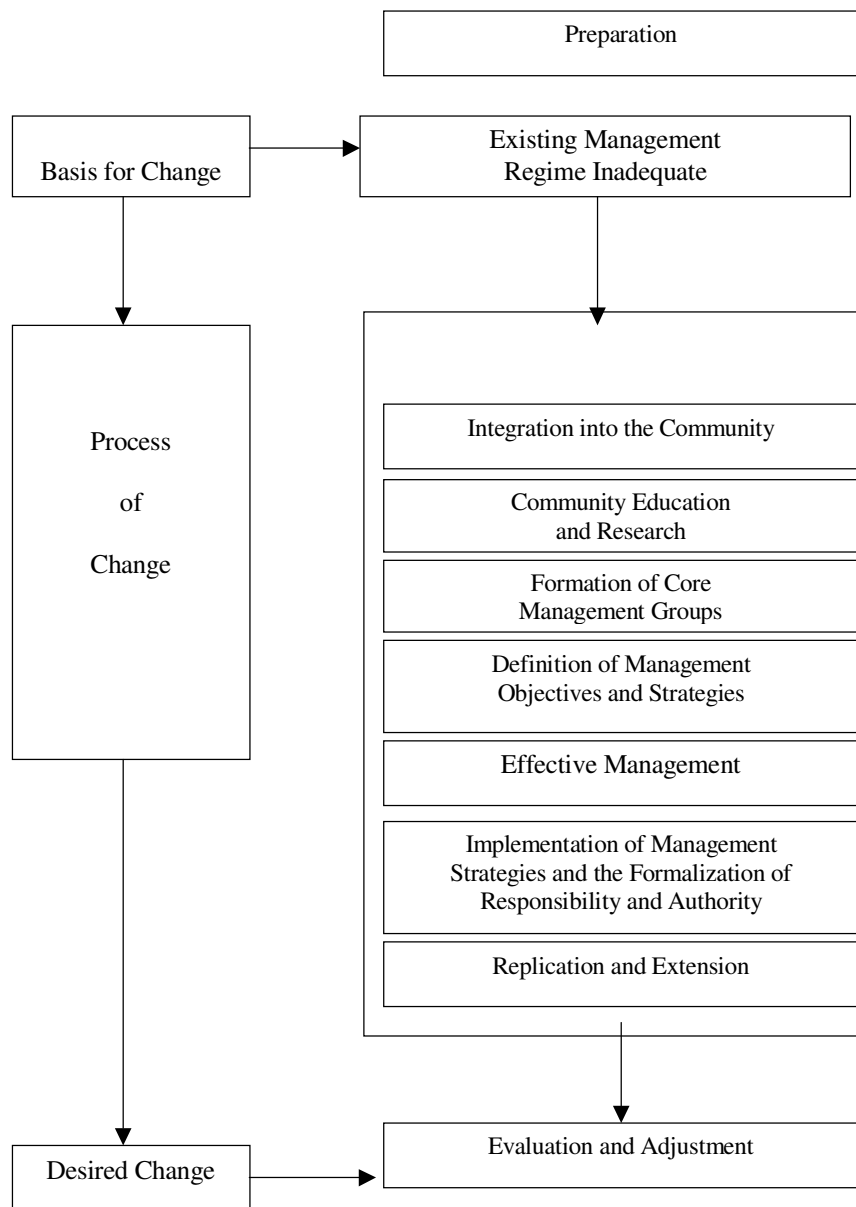 Preparation
Basis for Change
Existing Management
Regime Inadequate
Process
of
Change
Integration into the Community
Community Education
and Research
Formation of Core
Management Groups
Definition of Management
Objectives and Strategies
Effective Management
Implementation of Management
Strategies and the Formalization of
Responsibility and Authority
Replication and Extension
Desired Change
Evaluation and Adjustment